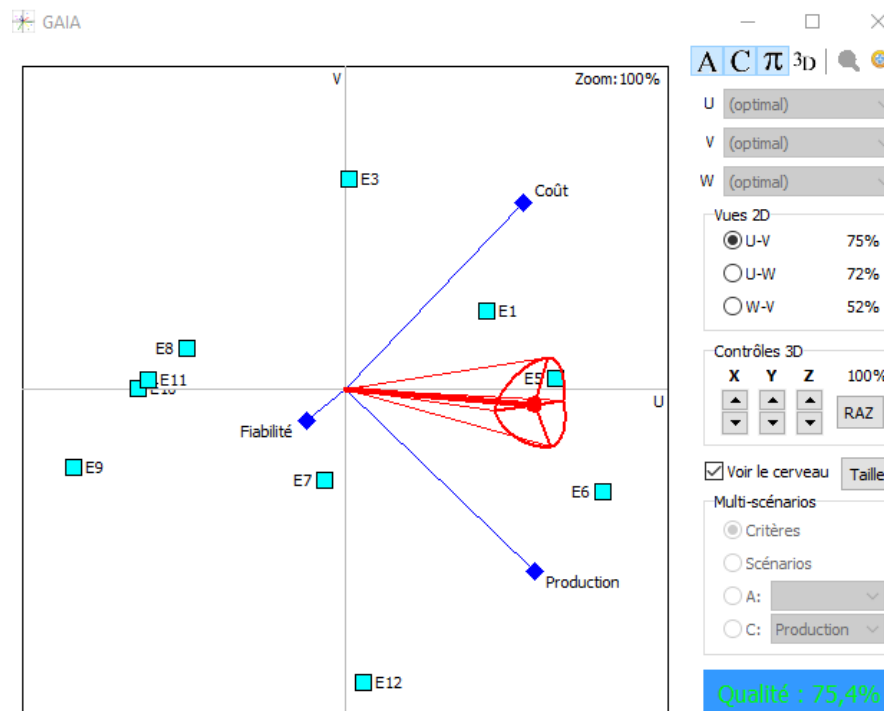 GAIA
V
Zoom:100%
A C π 3D
U (optimal)
V (optimal)
W (optimal)
Vues 2D
U-V 75%
U-W 72%
W-V 52%
Contrôles 3D
X Y Z 100%
RAZ
Voir le cerveau Taille
Multi-scénarios
Critères
Scénarios
A:
C: Production
Qualité : 75,4%
E3
Coût
E1
E8
E11
E10
E5
U
Fiabilité
E9
E7
E6
Production
E12